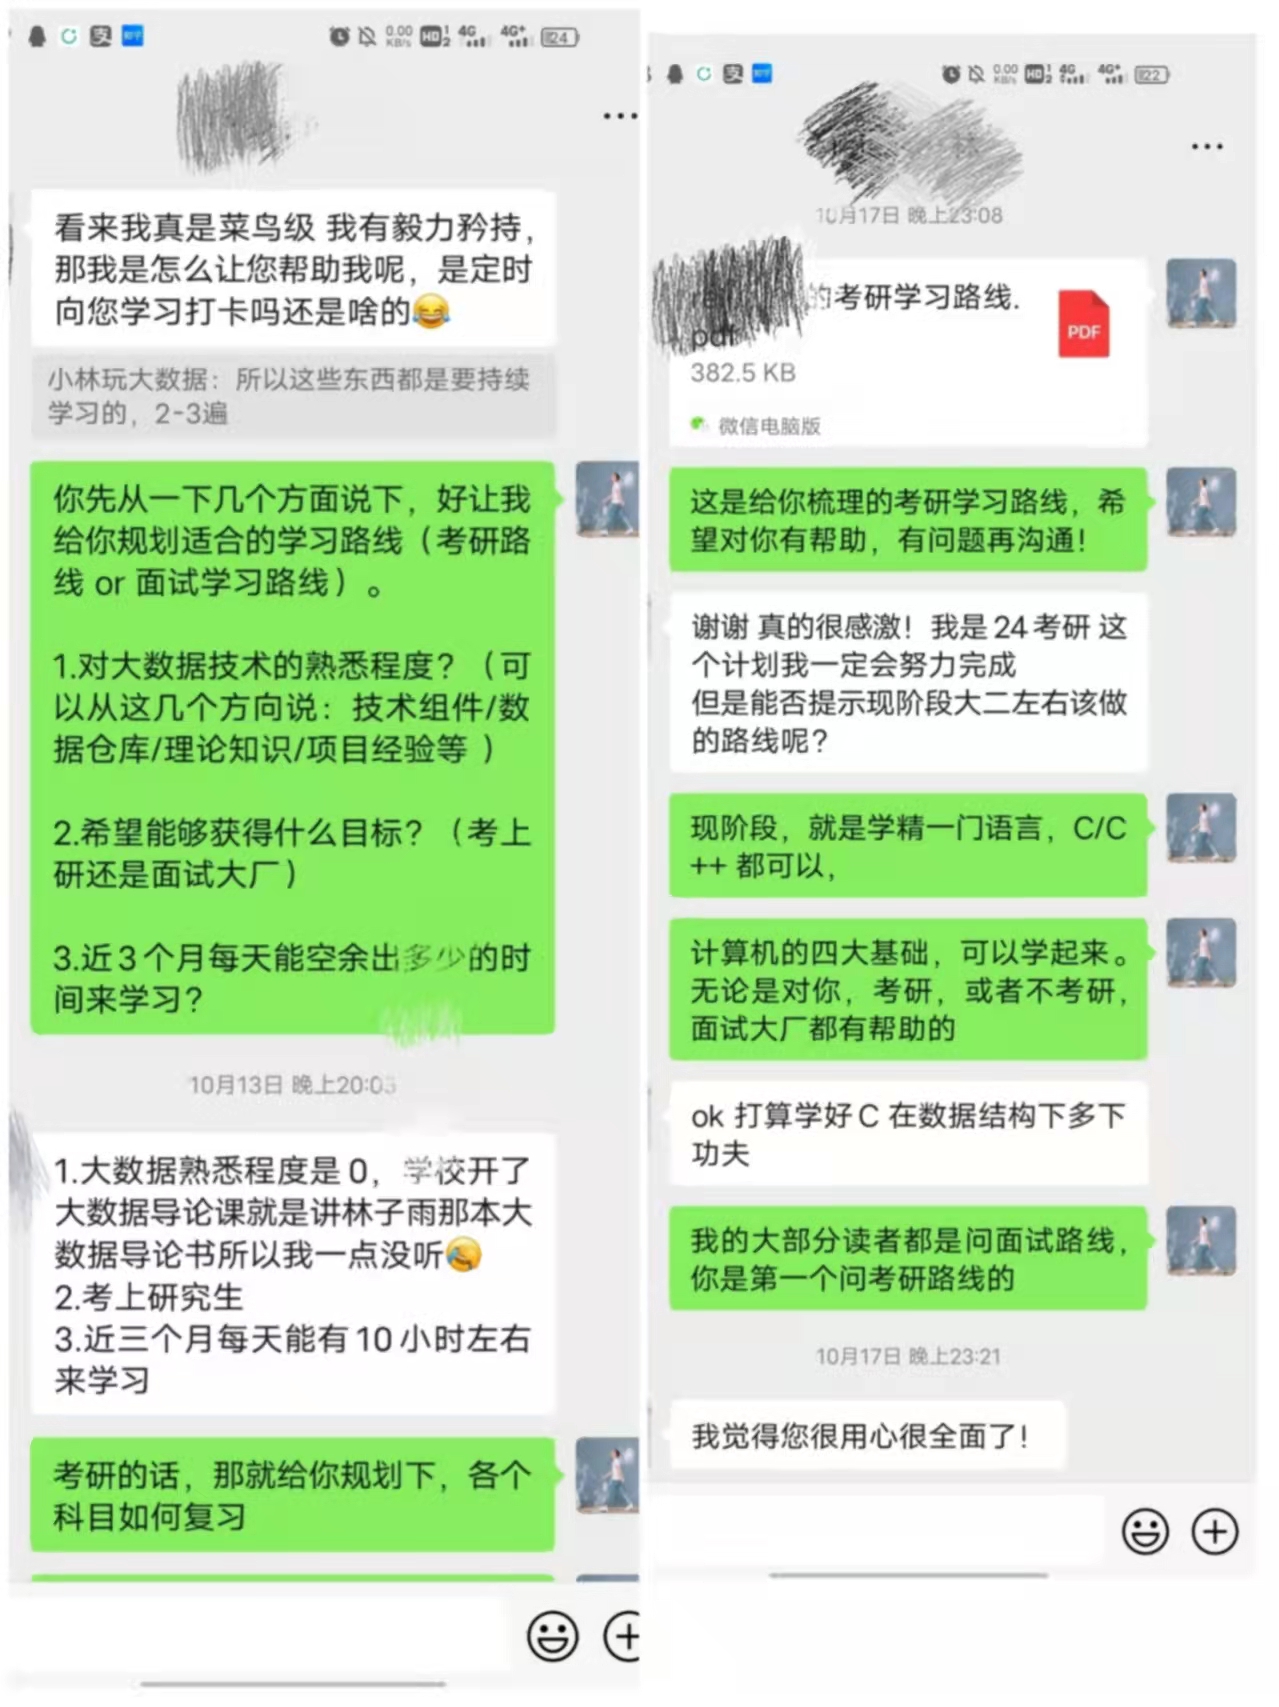 知乎
0.00
KB/s
HD
1
2
4G
4G+
24
看来我真是菜鸟级 我有毅力矜持，
那我是怎么让您帮助我呢，是定时
向您学习打卡吗还是啥的
小林玩大数据：所以这些东西都是要持续
学习的，2-3遍
你先从一下几个方面说下，好让我
给你规划适合的学习路线（考研路
线 or 面试学习路线）。
1.对大数据技术的熟悉程度？（可
以从这几个方向说：技术组件/数
据仓库/理论知识/项目经验等 ）
2.希望能够获得什么目标？（考上
研还是面试大厂）
3.近3个月每天能空余出多少的时
间来学习？
10月13日 晚上20:03
1.大数据熟悉程度是0，学校开了
大数据导论课就是讲林子雨那本大
数据导论书所以我一点没听
2.考上研究生
3.近三个月每天能有10小时左右
来学习
考研的话，那就给你规划下，各个
科目如何复习
知乎
0.00
KB/s
HD
1
2
4G
4G+
22
10月17日 晚上23:08
的考研学习路线.
pdf
PDF
382.5 KB
微信电脑版
这是给你梳理的考研学习路线，希
望对你有帮助，有问题再沟通！
谢谢 真的很感激！我是24考研 这
个计划我一定会努力完成
但是能否提示现阶段大二左右该做
的路线呢？
现阶段，就是学精一门语言，C/C
++ 都可以，
计算机的四大基础，可以学起来。
无论是对你，考研，或者不考研，
面试大厂都有帮助的
ok 打算学好C 在数据结构下多下
功夫
我的大部分读者都是问面试路线，
你是第一个问考研路线的
10月17日 晚上23:21
我觉得您很用心很全面了！